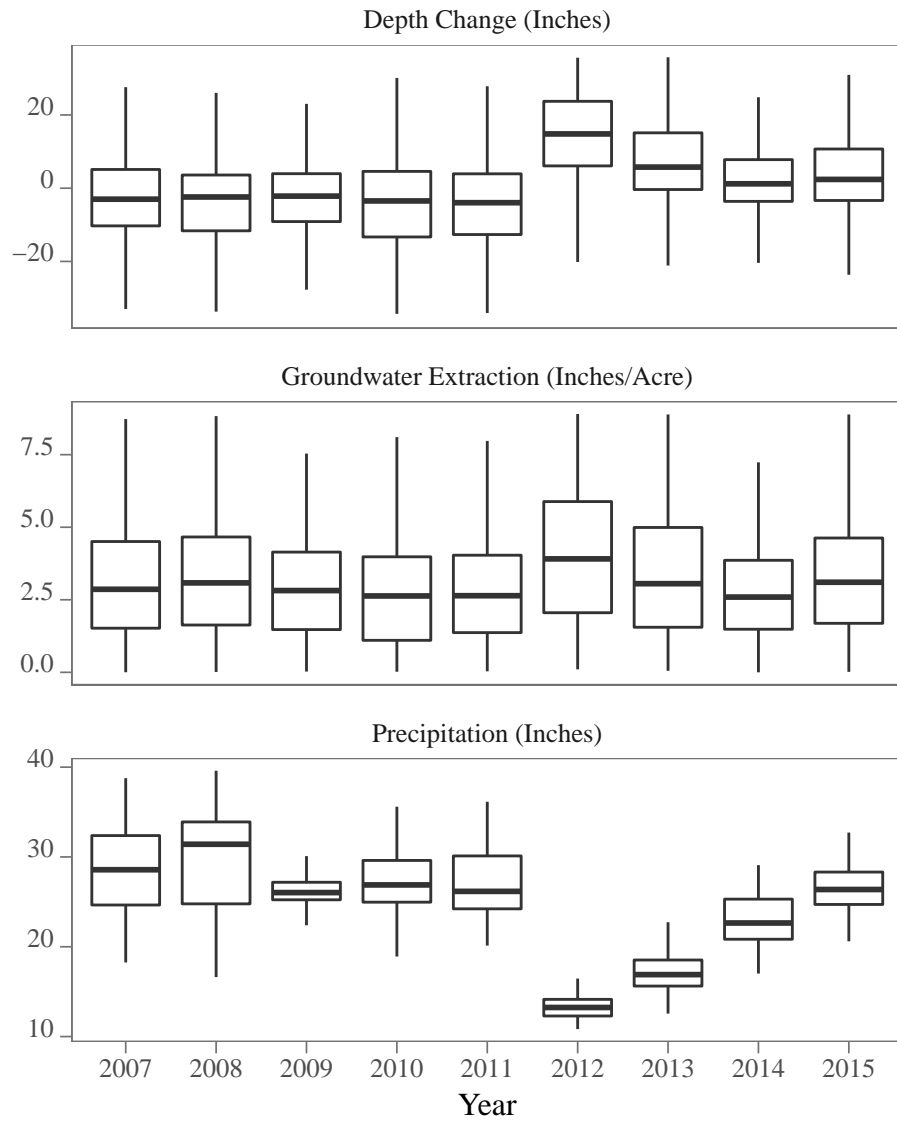 Depth Change (Inches)
20
0
−20
Groundwater Extraction (Inches/Acre)
7.5
5.0
2.5
0.0
Precipitation (Inches)
40
30
20
10
2007 2008 2009 2010 2011 2012 2013 2014 2015
Year